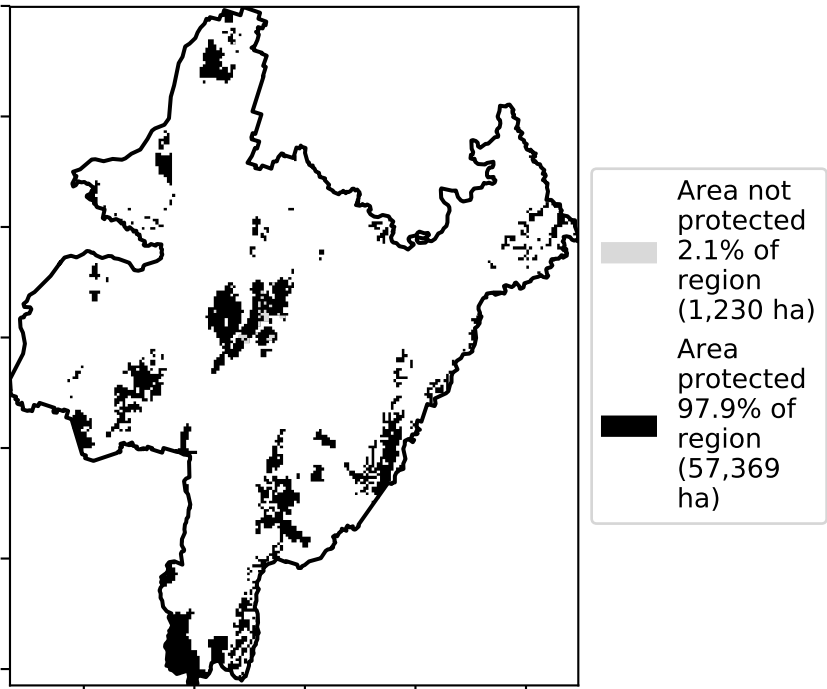 Area not
protected
2.1% of
region
(1,230 ha)
Area
protected
97.9% of
region
(57,369
ha)